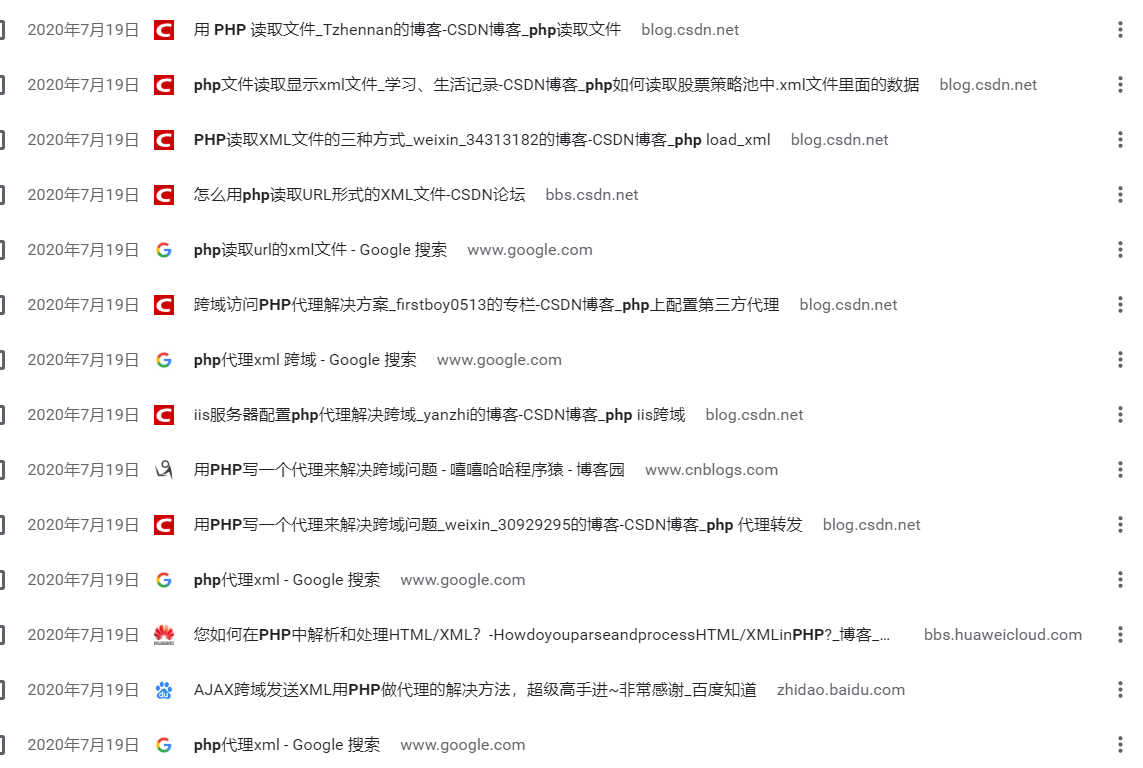 2020年7月19日 用 PHP 读取文件_Tzhennan的博客-CSDN博客_php读取文件 blog.csdn.net
2020年7月19日 php文件读取显示xml文件_学习、生活记录-CSDN博客_php如何读取股票策略池中.xml文件里面的数据 blog.csdn.net
2020年7月19日 PHP读取XML文件的三种方式_weixin_34313182的博客-CSDN博客_php load_xml blog.csdn.net
2020年7月19日 怎么用php读取URL形式的XML文件-CSDN论坛 bbs.csdn.net
2020年7月19日 php读取url的xml文件 - Google 搜索 www.google.com
2020年7月19日 跨域访问PHP代理解决方案_firstboy0513的专栏-CSDN博客_php上配置第三方代理 blog.csdn.net
2020年7月19日 php代理xml 跨域 - Google 搜索 www.google.com
2020年7月19日 iis服务器配置php代理解决跨域_yanzhi的博客-CSDN博客_php iis跨域 blog.csdn.net
2020年7月19日 用PHP写一个代理来解决跨域问题 - 嘻嘻哈哈程序猿 - 博客园 www.cnblogs.com
2020年7月19日 用PHP写一个代理来解决跨域问题_weixin_30929295的博客-CSDN博客_php 代理转发 blog.csdn.net
2020年7月19日 php代理xml - Google 搜索 www.google.com
2020年7月19日 您如何在PHP中解析和处理HTML/XML？-HowdoyouparseandprocessHTML/XMLinPHP?_博客_... bbs.huaweicloud.com
2020年7月19日 AJAX跨域发送XML用PHP做代理的解决方法，超级高手进~非常感谢_百度知道 zhidao.baidu.com
2020年7月19日 php代理xml - Google 搜索 www.google.com